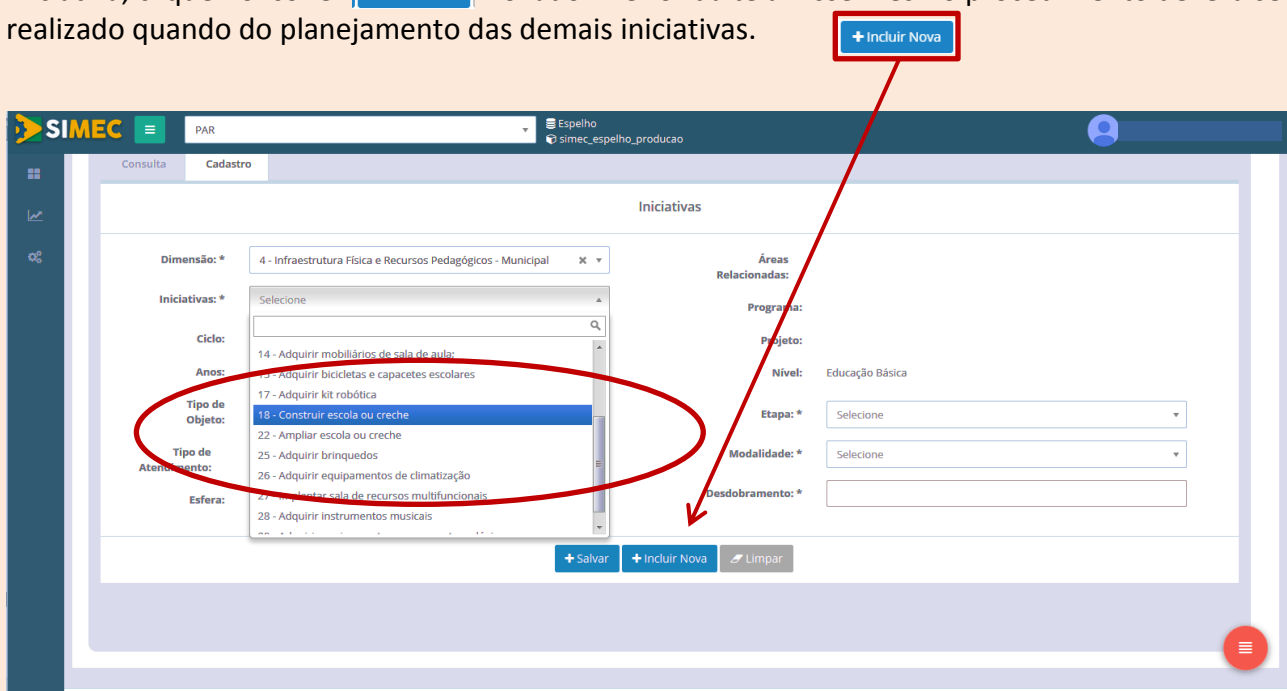 realizado quando do planejamento das demais iniciativas.
+ Incluir Nova
SIMEC
PAR
Espelho
simec_espelho_producao
Consulta Cadastro
Iniciativas
Dimensão: * 4 - Infraestrutura Física e Recursos Pedagógicos - Municipal
Áreas
Relacionadas:
Iniciativas: * Selecione
Programa:
Ciclo:
Projeto:
14 - Adquirir mobiliários de sala de aula;
Anos: Adquirir bicicletas e capacetes escolares
Nível: Educação Básica
17 - Adquirir kit robótica
Tipo de
Objeto:
18 - Construir escola ou creche
Etapa: * Selecione
22 - Ampliar escola ou creche
Tipo de
Atendimento:
25 - Adquirir brinquedos
Modalidade: * Selecione
26 - Adquirir equipamentos de climatização
Esfera: 27 - Implantar sala de recursos multifuncionais
Desdobramento: *
28 - Adquirir instrumentos musicais
+ Salvar + Incluir Nova Limpar